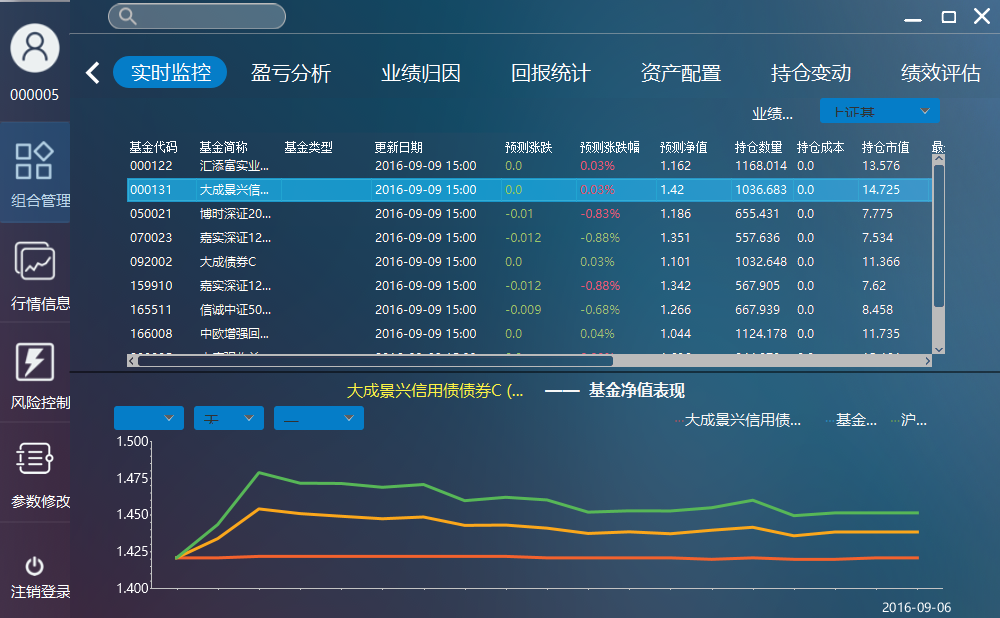 000005
组合管理
行情信息
风险控制
参数修改
注销登录
实时监控 盈亏分析 业绩归因 回报统计 资产配置 持仓变动 绩效评估
业绩... 上证基
基金代码 基金简称 基金类型 更新日期 预测涨跌 预测涨跌幅 预测净值 持仓数量 持仓成本 持仓市值 最
000122 汇添富实业... 2016-09-09 15:00 0.0 0.03% 1.162 1168.014 0.0 13.576
000131 大成景兴信... 2016-09-09 15:00 0.0 0.03% 1.42 1036.683 0.0 14.725
050021 博时深证20... 2016-09-09 15:00 -0.01 -0.83% 1.186 655.431 0.0 7.775
070023 嘉实深证12... 2016-09-09 15:00 -0.012 -0.88% 1.351 557.636 0.0 7.534
092002 大成债券C 2016-09-09 15:00 0.0 0.03% 1.101 1032.648 0.0 11.366
159910 嘉实深证12... 2016-09-09 15:00 -0.012 -0.88% 1.342 567.905 0.0 7.62
165511 信诚中证50... 2016-09-09 15:00 -0.009 -0.68% 1.266 667.939 0.0 8.458
166008 中欧增强回... 2016-09-09 15:00 0.0 0.04% 1.044 1124.178 0.0 11.735
大成景兴信用债债券C (... —— 基金净值表现
大成景兴信用债... 基金... 沪...
1.500
1.475
1.450
1.425
1.400
2016-09-06